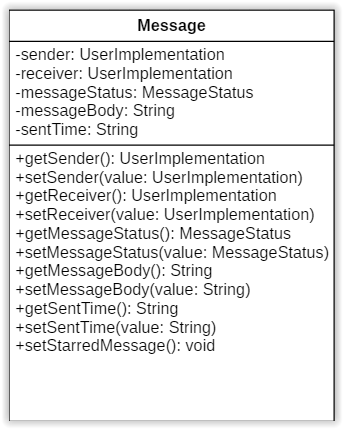 Message
-sender: UserImplementation
-receiver: UserImplementation
-messageStatus: MessageStatus
-messageBody: String
-sentTime: String
+getSender(): UserImplementation
+setSender(value: UserImplementation)
+getReceiver(): UserImplementation
+setReceiver(value: UserImplementation)
+getMessageStatus(): MessageStatus
+setMessageStatus(value: MessageStatus)
+getMessageBody(): String
+setMessageBody(value: String)
+getSentTime(): String
+setSentTime(value: String)
+setStarredMessage(): void